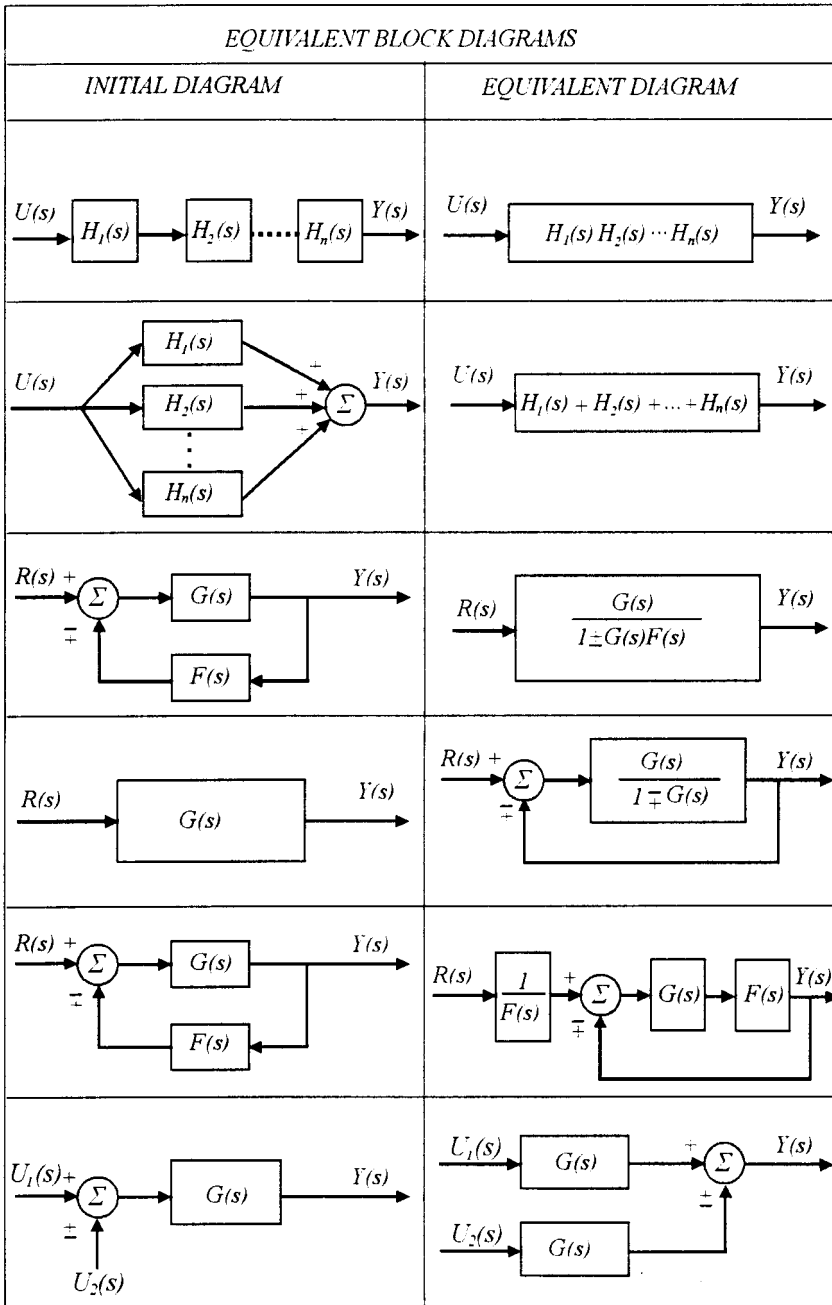 EQUIVALENT BLOCK DIAGRAMS
INITIAL DIAGRAM
EQUIVALENT DIAGRAM
U(s) H₁(s) H₂(s) Hₙ(s) Y(s)
U(s) H₁(s) H₂(s) ··· Hₙ(s) Y(s)
H₁(s)
U(s) H₂(s) + + + Σ Y(s)
Hₙ(s)
U(s) H₁(s) + H₂(s) + ... + Hₙ(s) Y(s)
R(s) + Σ G(s) Y(s)
∓
F(s)
R(s) G(s) Y(s)
1±G(s)F(s)
R(s) G(s) Y(s)
R(s) + Σ G(s) Y(s)
∓ 1∓G(s)
R(s) + Σ G(s) Y(s)
∓
F(s)
R(s) 1 + Σ G(s) F(s) Y(s)
F(s) ∓
U₁(s) + Σ G(s) Y(s)
±
U₂(s)
U₁(s) G(s) + Σ Y(s)
±
U₂(s) G(s)